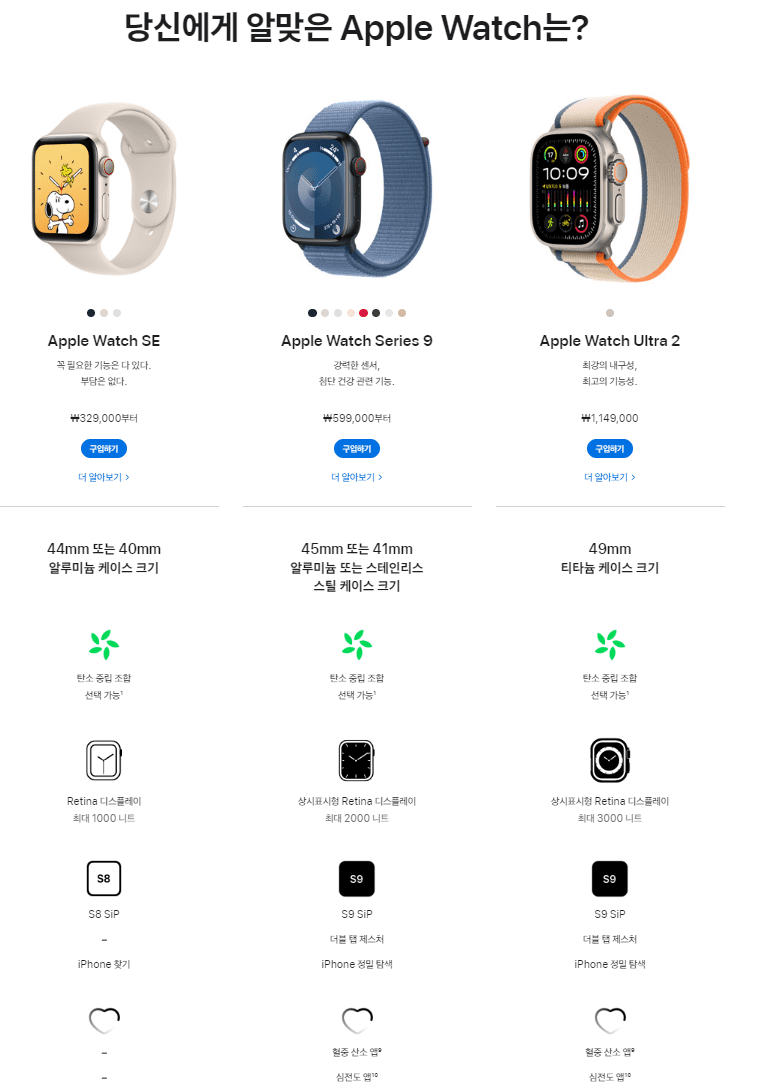 당신에게 알맞은 Apple Watch는?
10:09
Apple Watch SE
Apple Watch Series 9
Apple Watch Ultra 2
꼭 필요한 기능은 다 있다.
부담은 없다.
강력한 센서,
첨단 건강 관련 기능.
최강의 내구성,
최고의 기능성.
₩329,000부터
₩599,000부터
₩1,149,000
구입하기
구입하기
구입하기
더 알아보기 >
더 알아보기 >
더 알아보기 >
44mm 또는 40mm
알루미늄 케이스 크기
45mm 또는 41mm
알루미늄 또는 스테인리스
스틸 케이스 크기
49mm
티타늄 케이스 크기
탄소 중립 조합
선택 가능¹
탄소 중립 조합
선택 가능¹
탄소 중립 조합
선택 가능¹
Retina 디스플레이
최대 1000 니트
상시표시형 Retina 디스플레이
최대 2000 니트
상시표시형 Retina 디스플레이
최대 3000 니트
S8
S9
S9
S8 SiP
S9 SiP
S9 SiP
–
더블 탭 제스처
더블 탭 제스처
iPhone 찾기
iPhone 정밀 탐색
iPhone 정밀 탐색
–
혈중 산소 앱⁹
혈중 산소 앱⁹
–
심전도 앱¹⁰
심전도 앱¹⁰